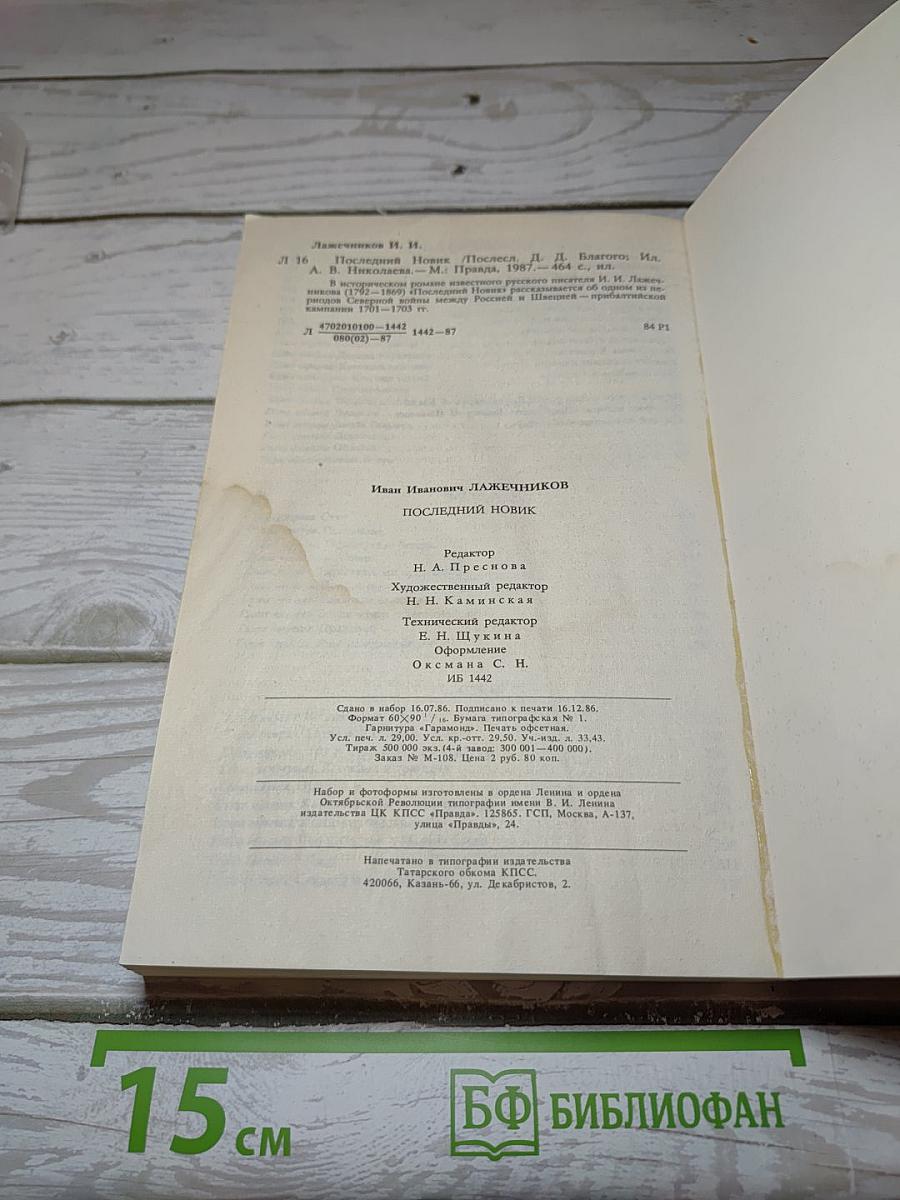 Лажечников И. И.
Л 16 Последний Новик /Послесл. Д. Д. Благого; Ил.
А. В. Николаева.— М.: Правда, 1987.— 464 с., ил.
В историческом романе известного русского писателя И. И. Лажеч-
никова (1792—1869) «Последний Новик» рассказывается об одном из пе-
риодов Северной войны между Россией и Швецией — прибалтийской
кампании 1701—1703 гг.
Л 4702010100—1442 1442—87 84 Р1
080(02)—87
Иван Иванович ЛАЖЕЧНИКОВ
ПОСЛЕДНИЙ НОВИК
Редактор
Н. А. Преснова
Художественный редактор
Н. Н. Каминская
Технический редактор
Е. Н. Щукина
Оформление
Оксмана С. Н.
ИБ 1442
Сдано в набор 16.07.86. Подписано к печати 16.12.86.
Формат 60×90 1/16. Бумага типографская № 1.
Гарнитура «Гарамонд». Печать офсетная.
Усл. печ. л. 29,00. Усл. кр.-отт. 29.50. Уч.-изд. л. 33,43.
Тираж 500 000 экз. (4-й завод: 300 001—400 000).
Заказ № М-108. Цена 2 руб. 80 коп.
Набор и фотоформы изготовлены в ордена Ленина и ордена
Октябрьской Революции типографии имени В. И. Ленина
издательства ЦК КПСС «Правда». 125865. ГСП, Москва, А-137,
улица «Правды», 24.
Напечатано в типографии издательства
Татарского обкома КПСС.
420066, Казань-66, ул. Декабристов, 2.
15 см БФ БИБЛИОФАН